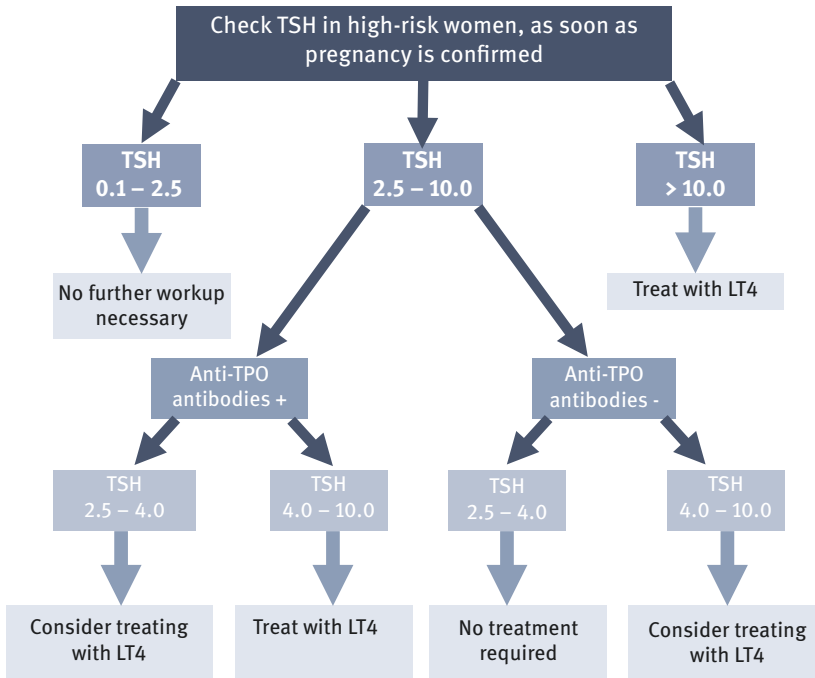 Check TSH in high-risk women, as soon as
pregnancy is confirmed
TSH
0.1 – 2.5
TSH
2.5 – 10.0
TSH
> 10.0
No further workup
necessary
Treat with LT4
Anti-TPO
antibodies +
Anti-TPO
antibodies -
TSH
2.5 – 4.0
TSH
4.0 – 10.0
TSH
2.5 – 4.0
TSH
4.0 – 10.0
Consider treating
with LT4
Treat with LT4
No treatment
required
Consider treating
with LT4